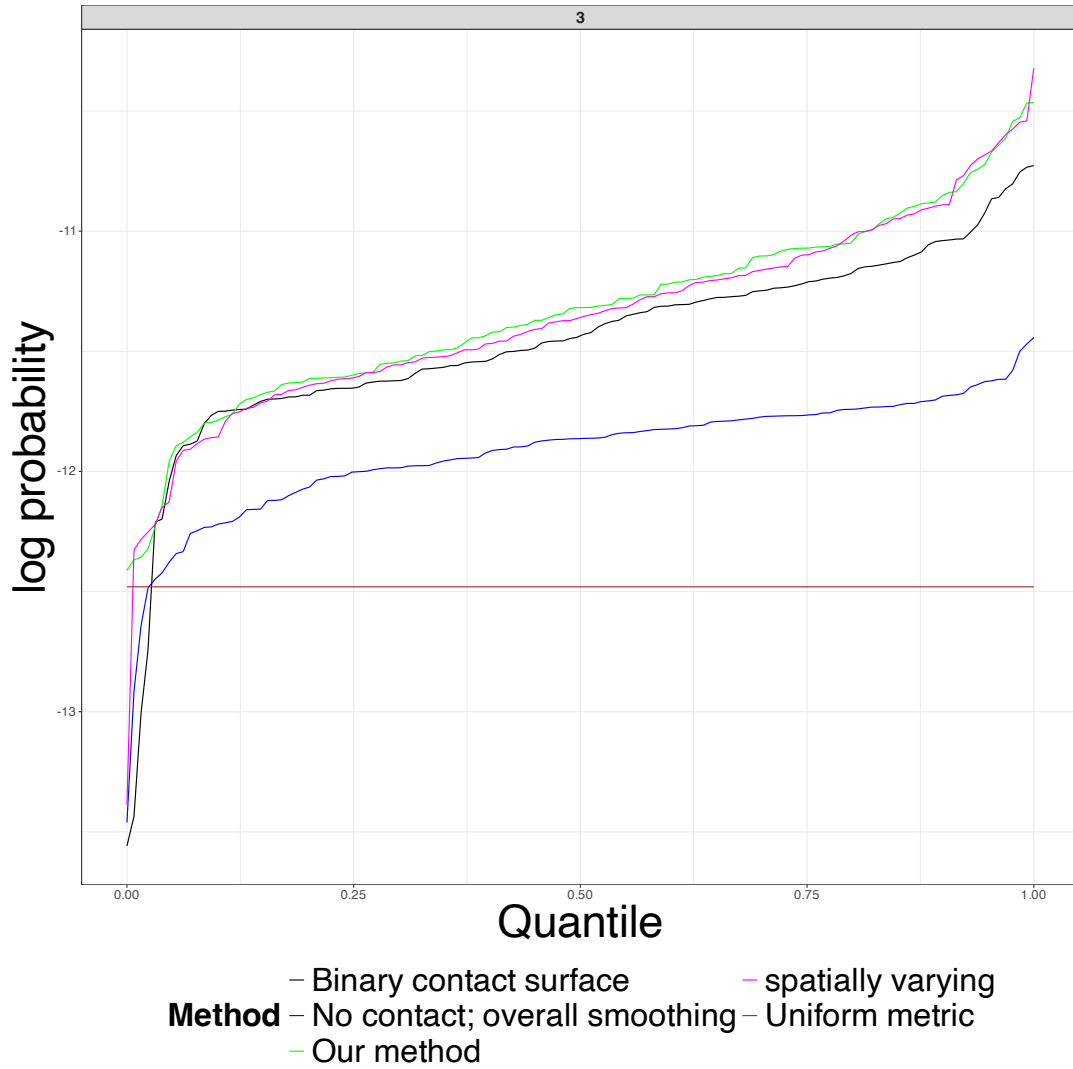 3
log probability
-11
-12
-13
0.00 0.25 0.50 0.75 1.00
Quantile
Method
Binary contact surface
No contact; overall smoothing
Our method
spatially varying
Uniform metric